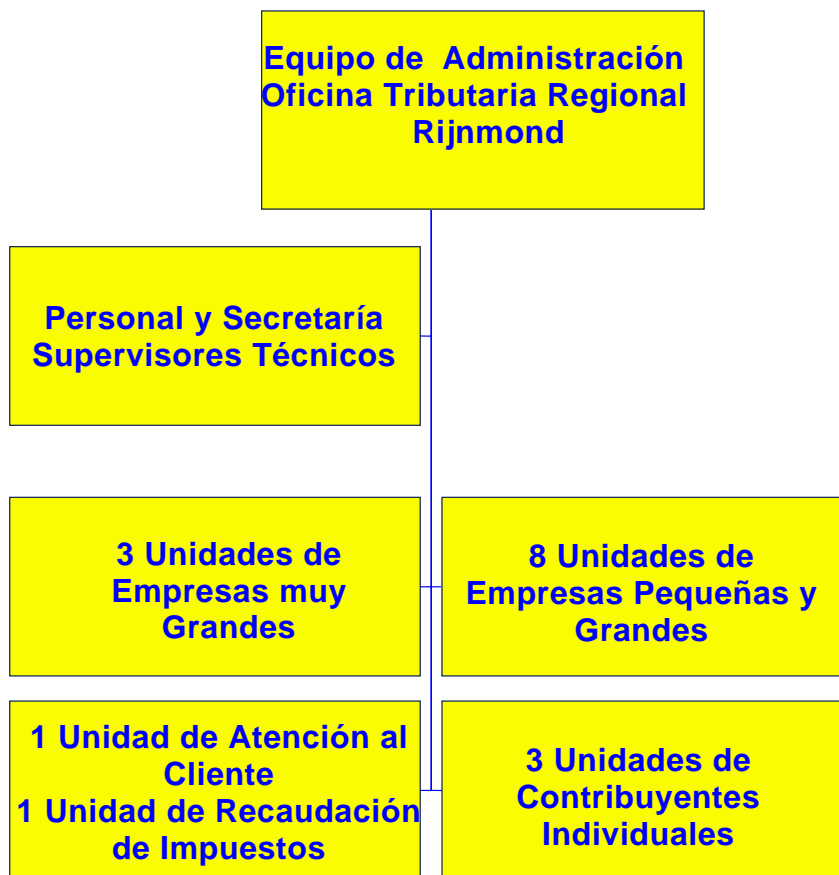 Equipo de Administración
Oficina Tributaria Regional
Rijnmond
Personal y Secretaría
Supervisores Técnicos
3 Unidades de
Empresas muy
Grandes
8 Unidades de
Empresas Pequeñas y
Grandes
1 Unidad de Atención al
Cliente
1 Unidad de Recaudación
de Impuestos
3 Unidades de
Contribuyentes
Individuales